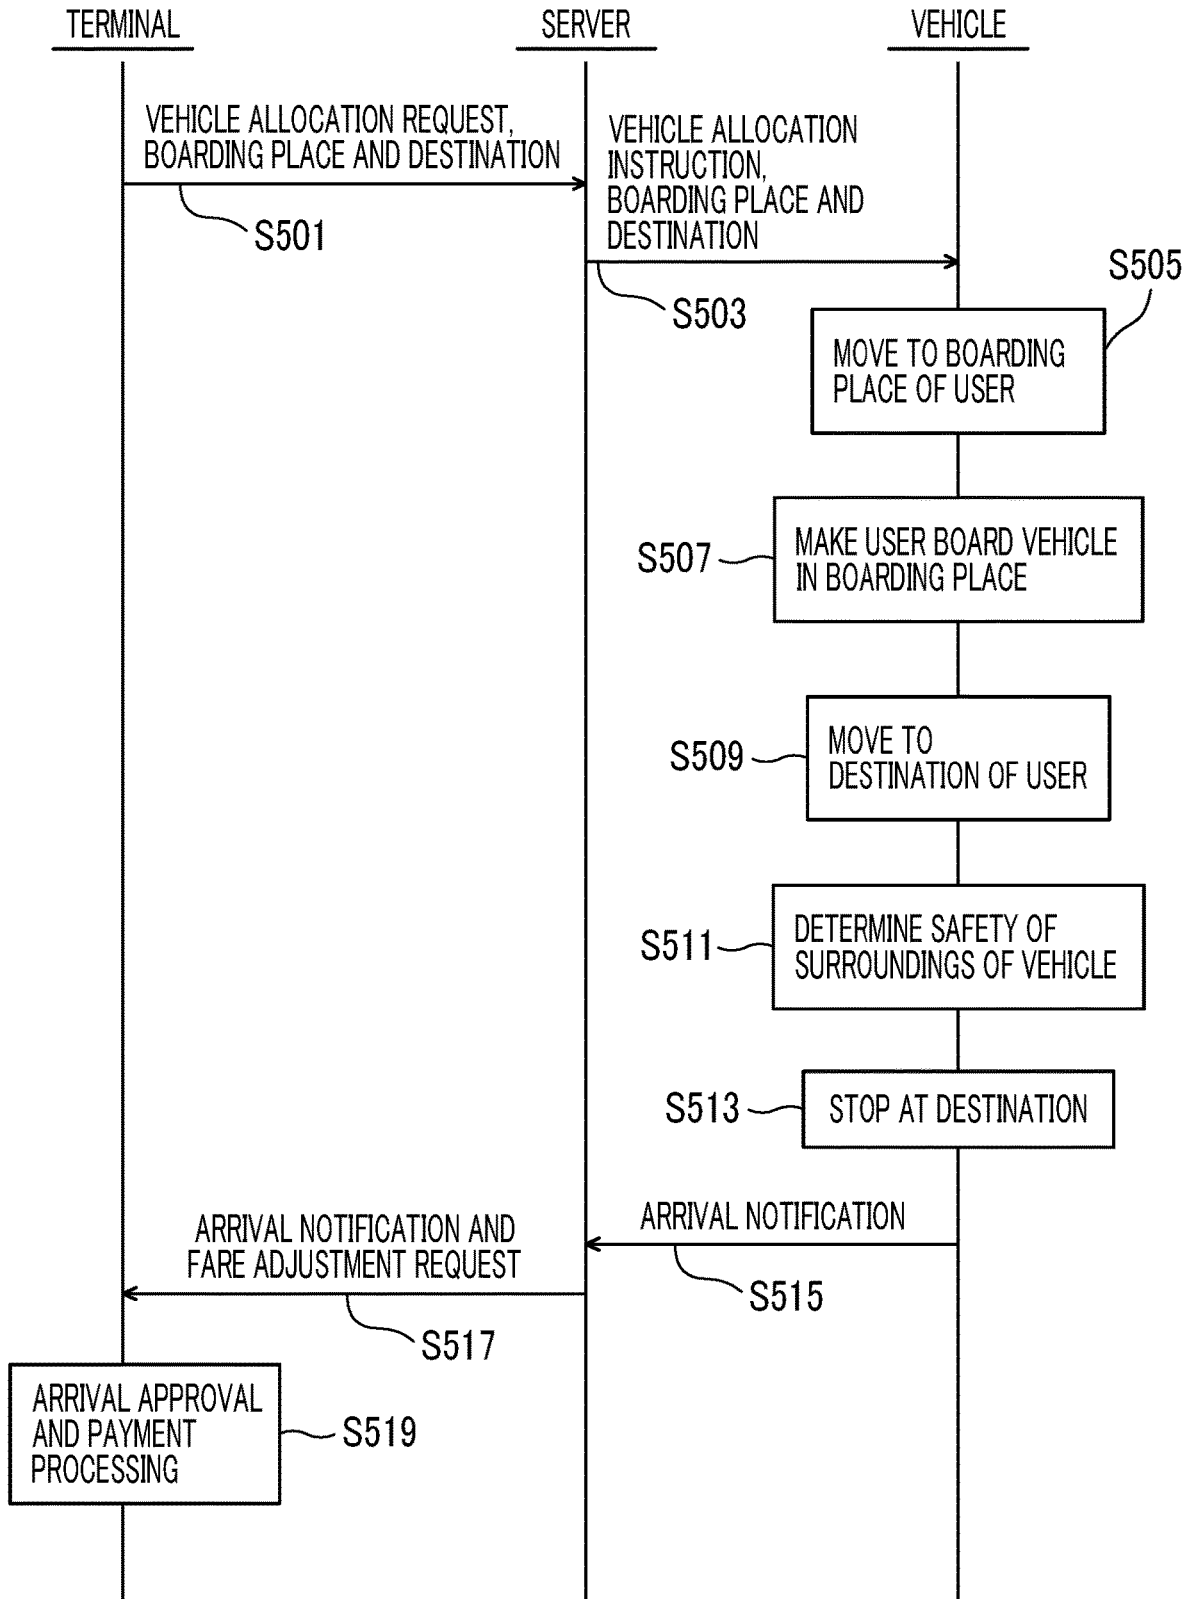 TERMINAL
SERVER
VEHICLE
VEHICLE ALLOCATION REQUEST,
BOARDING PLACE AND DESTINATION
S501
VEHICLE ALLOCATION
INSTRUCTION,
BOARDING PLACE AND
DESTINATION
S503
S505
MOVE TO BOARDING
PLACE OF USER
S507
MAKE USER BOARD VEHICLE
IN BOARDING PLACE
S509
MOVE TO
DESTINATION OF USER
S511
DETERMINE SAFETY OF
SURROUNDINGS OF VEHICLE
S513
STOP AT DESTINATION
ARRIVAL NOTIFICATION
S515
ARRIVAL NOTIFICATION AND
FARE ADJUSTMENT REQUEST
S517
ARRIVAL APPROVAL
AND PAYMENT
PROCESSING
S519